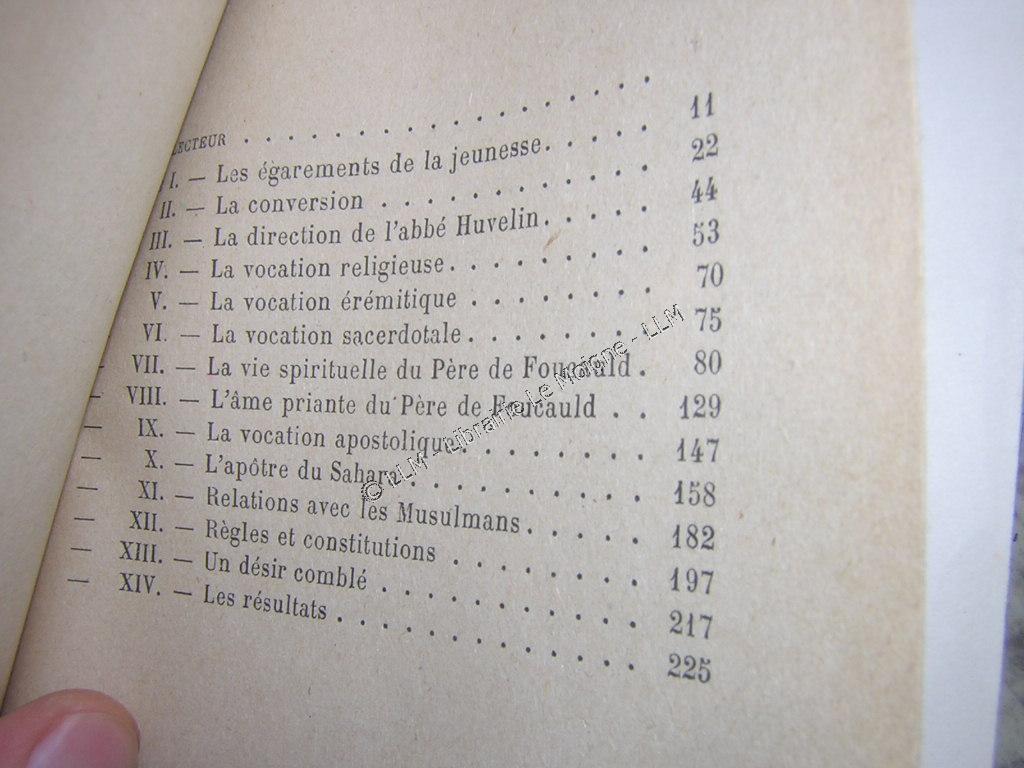 LECTEUR . . . . . . . . . . . . . . . .
I. — Les égarements de la jeunesse. . . . . 11
II. — La conversion . . . . . . . . . . . 22
III. — La direction de l'abbé Huvelin. . . . . 44
IV. — La vocation religieuse. . . . . . . . . 53
V. — La vocation érémitique . . . . . . . . 70
VI. — La vocation sacerdotale. . . . . . . . 75
— VII. — La vie spirituelle du Père de Foucauld . 80
— VIII. — L'âme priante du Père de Foucauld . . 129
— IX. — La vocation apostolique. . . . . . . . 147
— X. — L'apôtre du Sahara . . . . . . . . . . 158
— XI. — Relations avec les Musulmans. . . . . 182
— XII. — Règles et constitutions . . . . . . . . 197
— XIII. — Un désir comblé . . . . . . . . . . . 217
— XIV. — Les résultats . . . . . . . . . . . . . 225
© LLM - Librairie Le Moigne - LLM